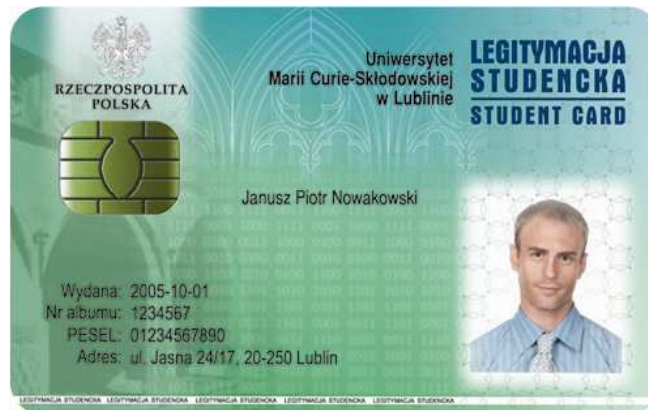 RZECZPOSPOLITA
POLSKA
Uniwersytet
Marii Curie-Skłodowskiej
w Lublinie
LEGITYMACJA
STUDENCKA
STUDENT CARD
Janusz Piotr Nowakowski
Wydana: 2005-10-01
Nr albumu: 1234567
PESEL: 01234567890
Adres: ul. Jasna 24/17, 20-250 Lublin
LEGITYMACJA STUDENCKA LEGITYMACJA STUDENCKA LEGITYMACJA STUDENCKA LEGITYMACJA STUDENCKA LEGITYMACJA STUDENCKA